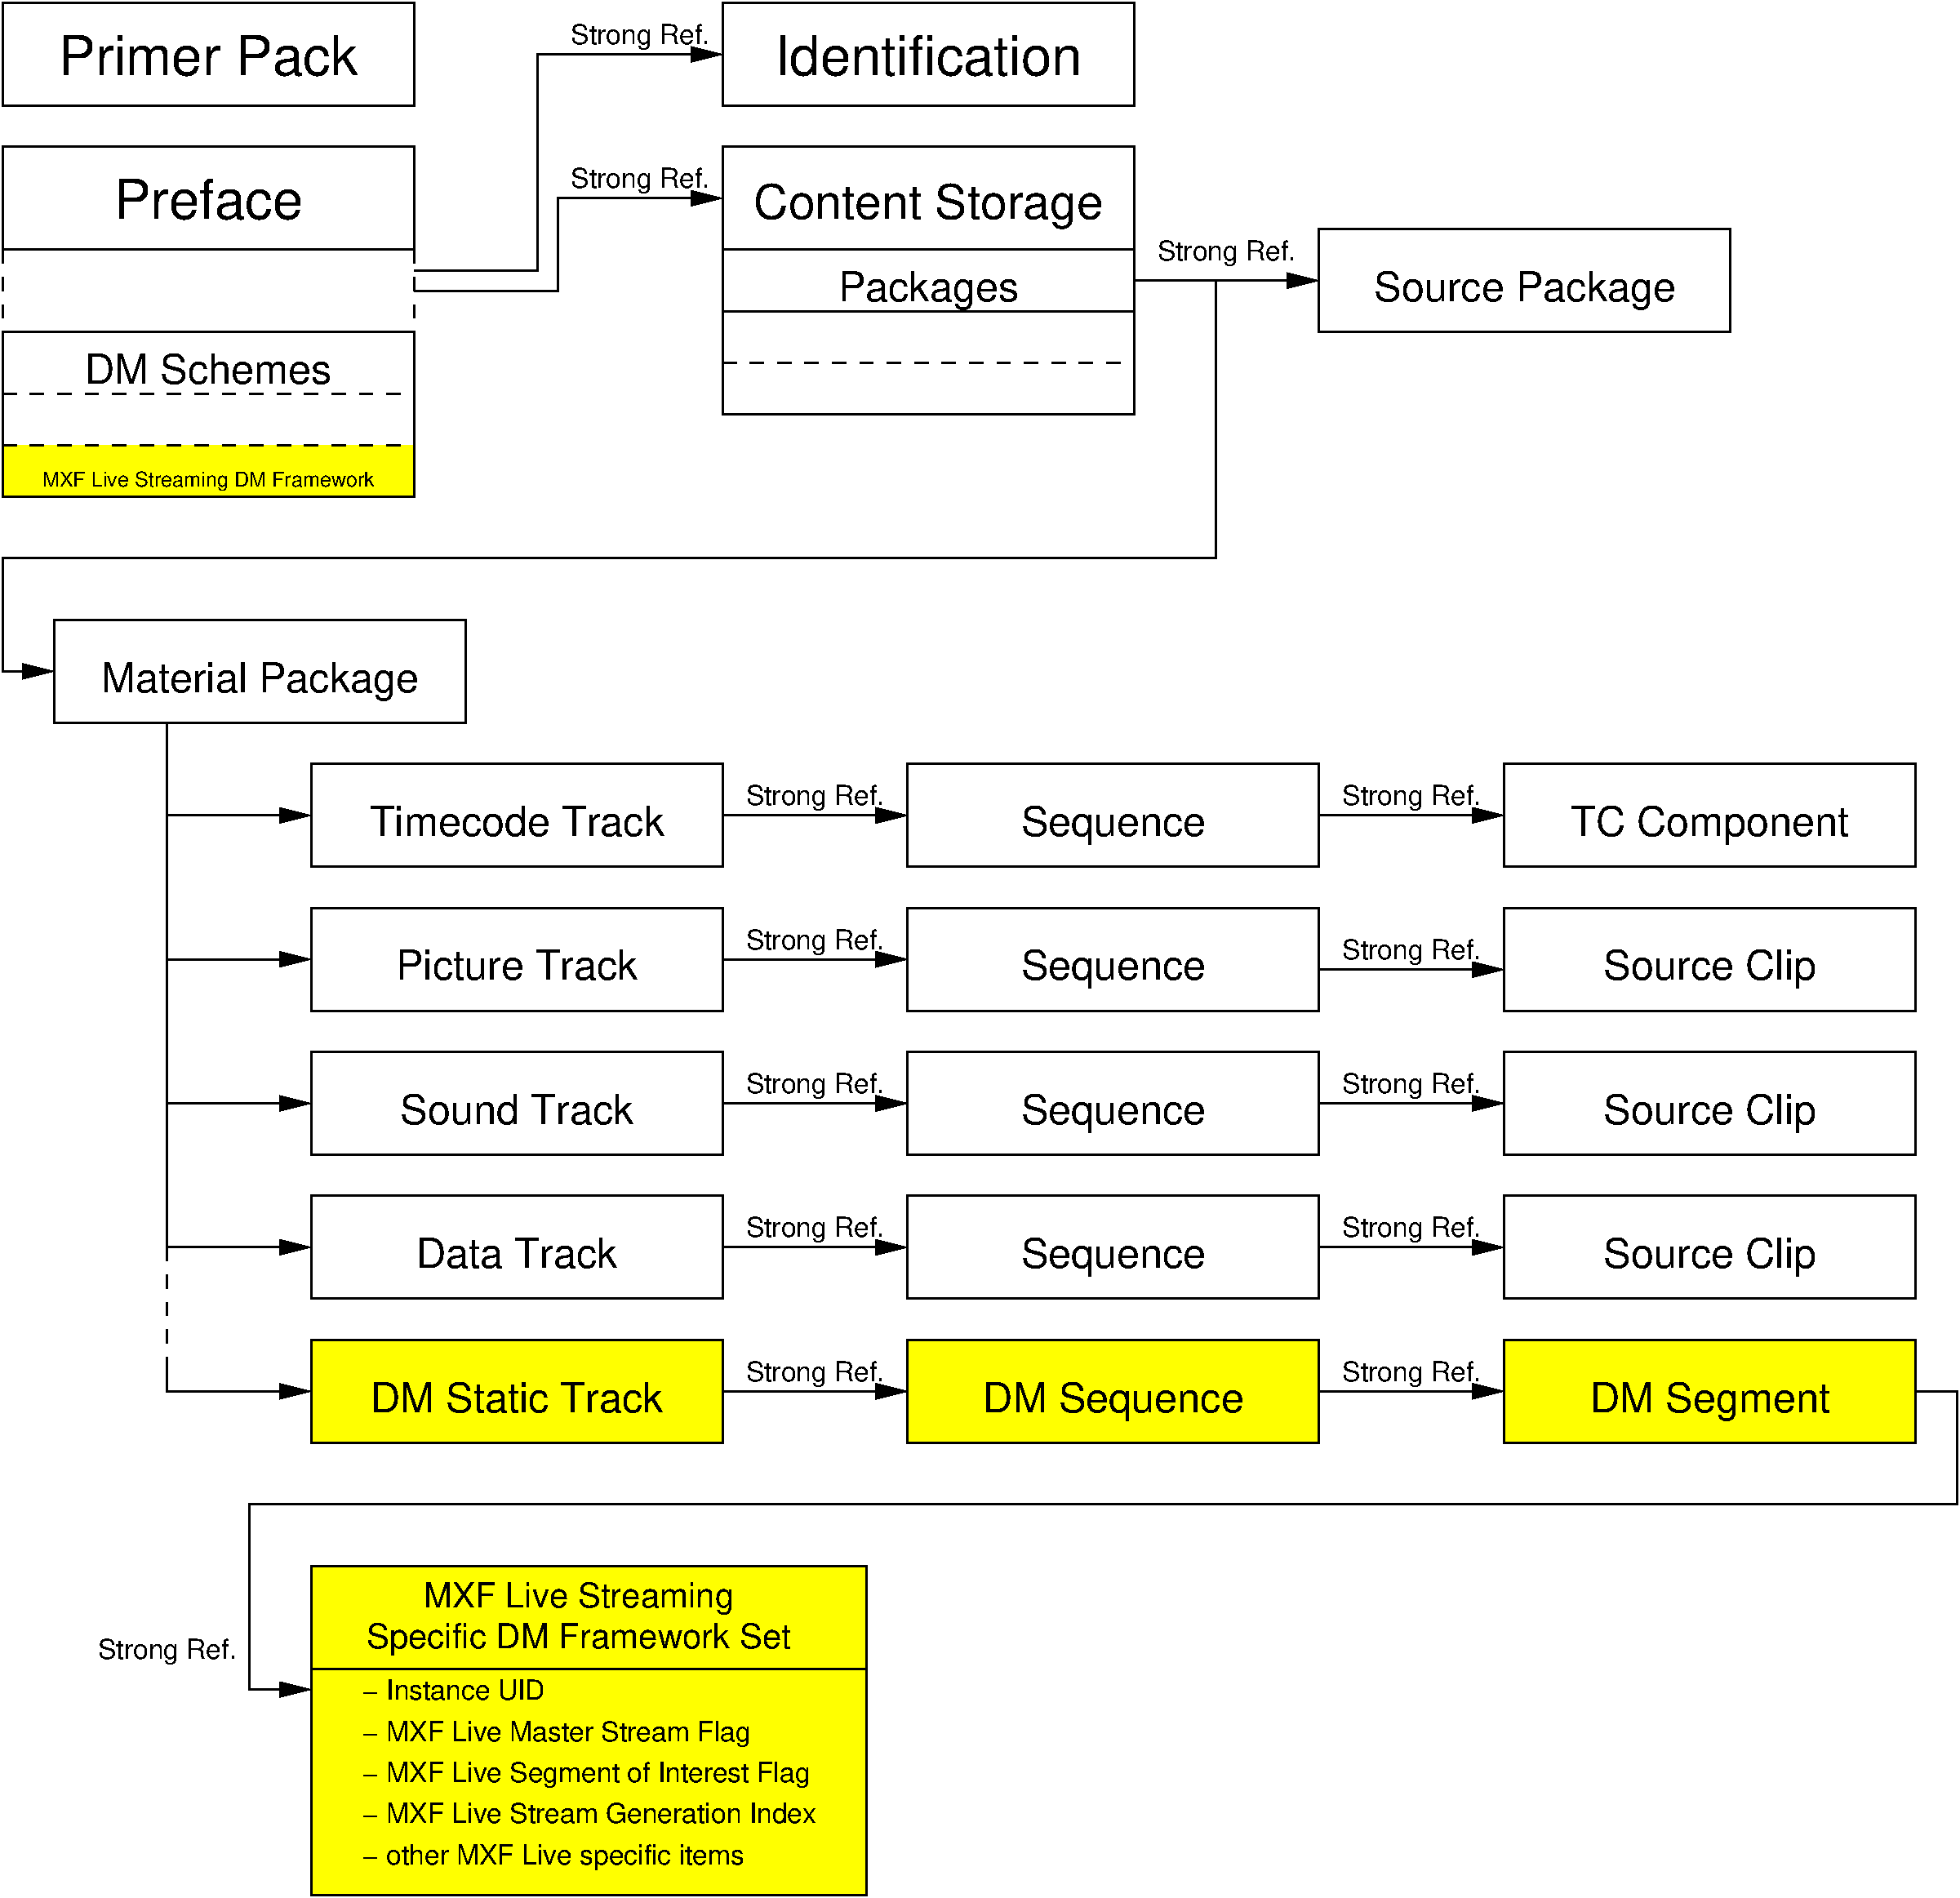 Primer Pack
Strong Ref.
Identification
Preface
Strong Ref.
Content Storage
Packages
Strong Ref.
Source Package
DM Schemes
MXF Live Streaming DM Framework
Material Package
Timecode Track
Strong Ref.
Sequence
Strong Ref.
TC Component
Picture Track
Strong Ref.
Sequence
Strong Ref.
Source Clip
Sound Track
Strong Ref.
Sequence
Strong Ref.
Source Clip
Data Track
Strong Ref.
Sequence
Strong Ref.
Source Clip
DM Static Track
Strong Ref.
DM Sequence
Strong Ref.
DM Segment
MXF Live Streaming
Specific DM Framework Set
Strong Ref.
– Instance UID
– MXF Live Master Stream Flag
– MXF Live Segment of Interest Flag
– MXF Live Stream Generation Index
– other MXF Live specific items